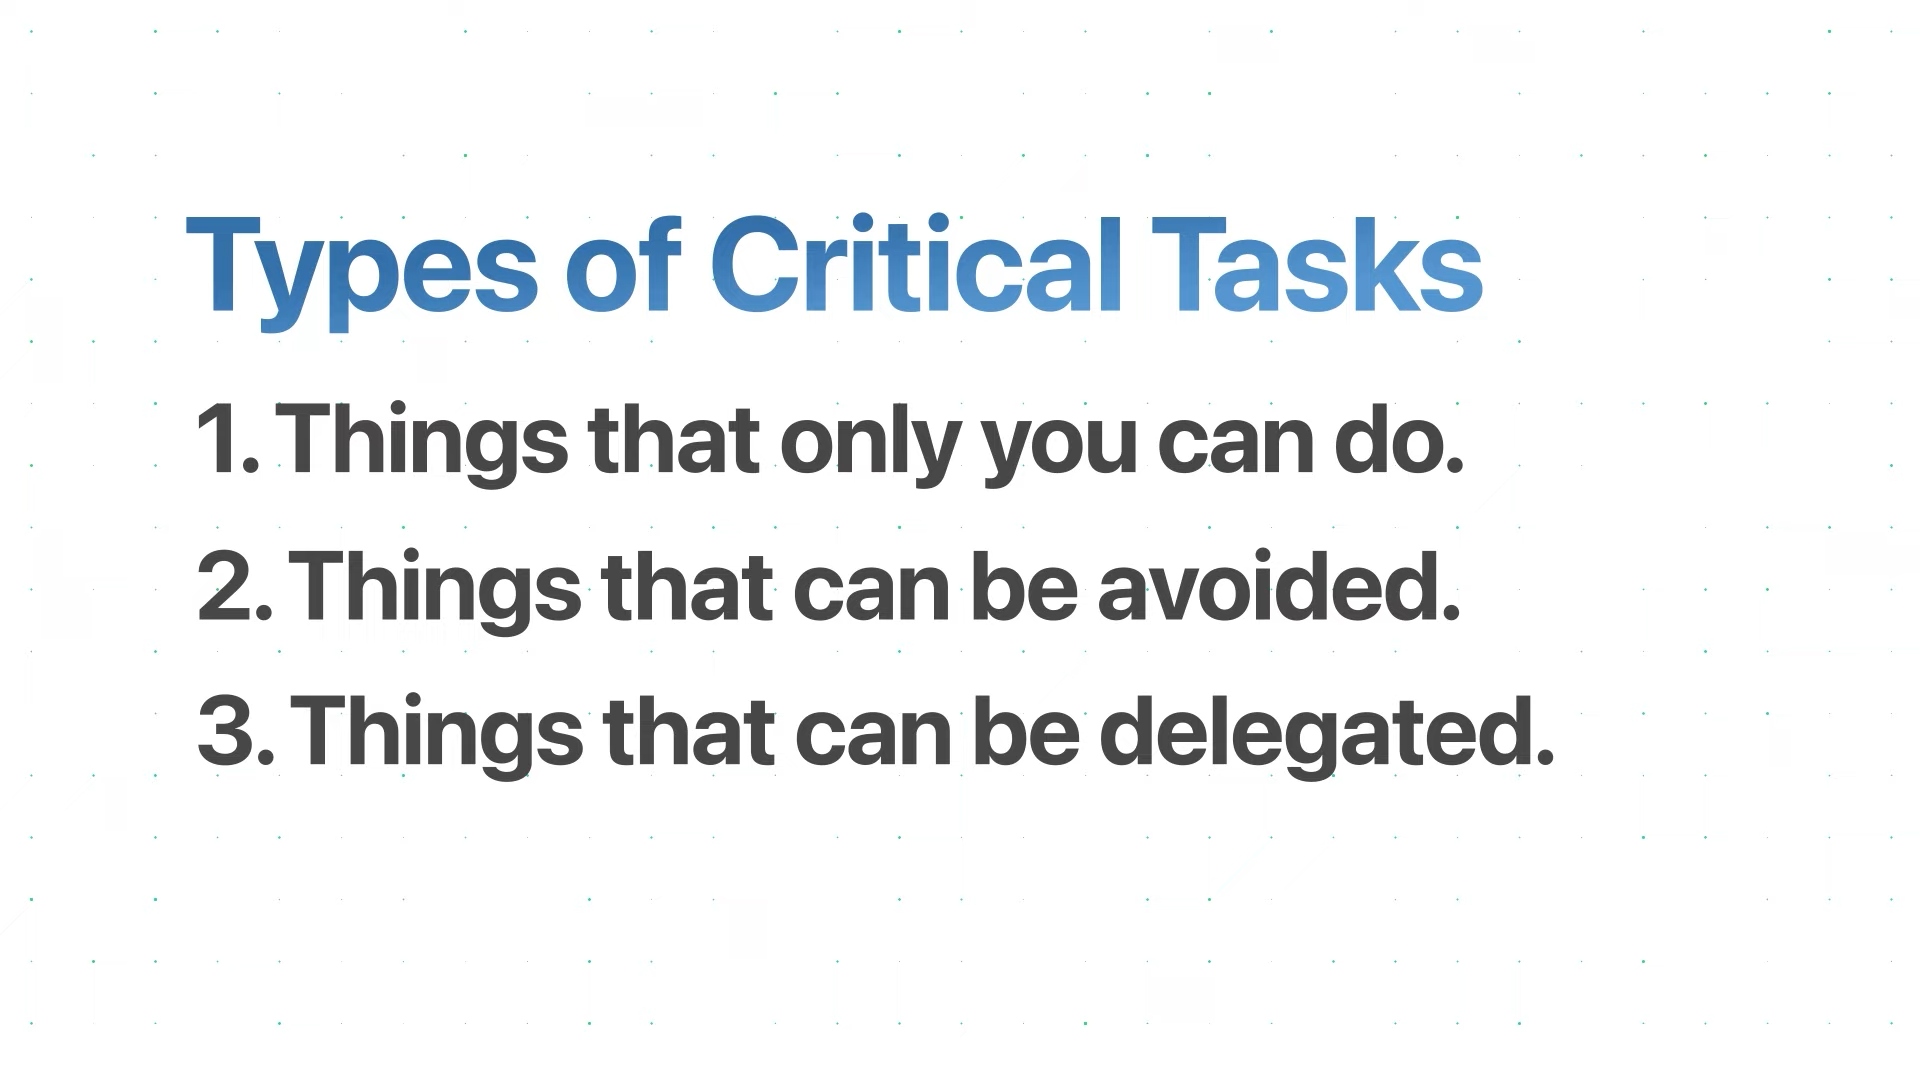 Types of Critical Tasks
1. Things that only you can do.
2. Things that can be avoided.
3. Things that can be delegated.